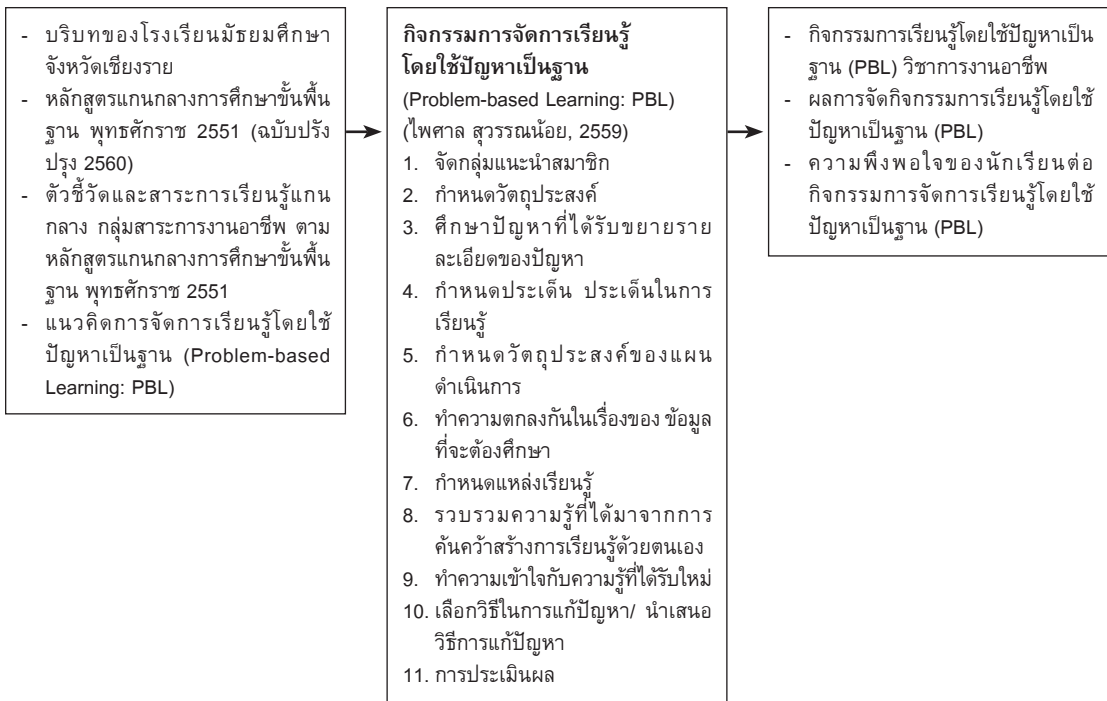 - บริบทของโรงเรียนมัธยมศึกษา
จังหวัดเชียงราย
- หลักสูตรแกนกลางการศึกษาขั้นพื้น
ฐาน พุทธศักราช 2551 (ฉบับปรัง
ปรุง 2560)
- ตัวชี้วัดและสาระการเรียนรู้แกน
กลาง กลุ่มสาระการงานอาชีพ ตาม
หลักสูตรแกนกลางการศึกษาขั้นพื้น
ฐาน พุทธศักราช 2551
- แนวคิดการจัดการเรียนรู้โดยใช้
ปัญหาเป็นฐาน (Problem-based
Learning: PBL)
กิจกรรมการจัดการเรียนรู้
โดยใช้ปัญหาเป็นฐาน
(Problem-based Learning: PBL)
(ไพศาล สุวรรณน้อย, 2559)
1. จัดกลุ่มแนะนำสมาชิก
2. กำหนดวัตถุประสงค์
3. ศึกษาปัญหาที่ได้รับขยายราย
ละเอียดของปัญหา
4. กำหนดประเด็น ประเด็นในการ
เรียนรู้
5. กำหนดวัตถุประสงค์ของแผน
ดำเนินการ
6. ทำความตกลงกันในเรื่องของ ข้อมูล
ที่จะต้องศึกษา
7. กำหนดแหล่งเรียนรู้
8. รวบรวมความรู้ที่ได้มาจากการ
ค้นคว้าสร้างการเรียนรู้ด้วยตนเอง
9. ทำความเข้าใจกับความรู้ที่ได้รับใหม่
10. เลือกวิธีในการแก้ปัญหา/ นำเสนอ
วิธีการแก้ปัญหา
11. การประเมินผล
- กิจกรรมการเรียนรู้โดยใช้ปัญหาเป็น
ฐาน (PBL) วิชาการงานอาชีพ
- ผลการจัดกิจกรรมการเรียนรู้โดยใช้
ปัญหาเป็นฐาน (PBL)
- ความพึงพอใจของนักเรียนต่อ
กิจกรรมการจัดการเรียนรู้โดยใช้
ปัญหาเป็นฐาน (PBL)